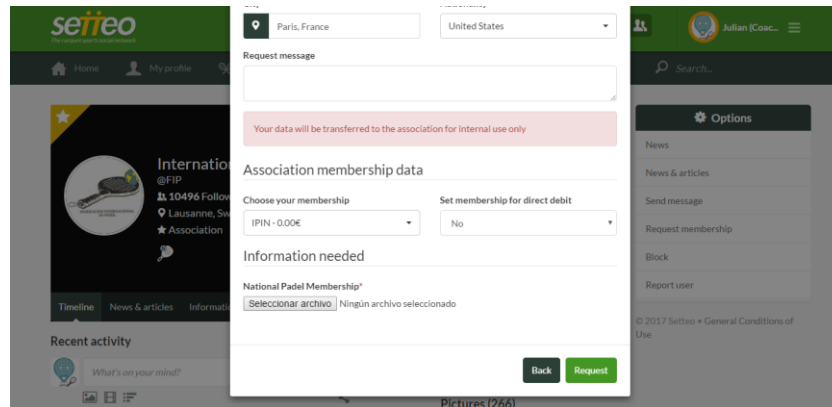 setteo
The racquet sports social network
Julian (Coac...
Home
My profile
Search...
Paris, France
United States
Request message
Your data will be transferred to the association for internal use only
Association membership data
Choose your membership
Set membership for direct debit
IPIN - 0.00€
No
Information needed
National Padel Membership*
Seleccionar archivo Ningún archivo seleccionado
Back
Request
@FIP
10496 Follow
Lausanne, Sw
Association
Timeline
News & articles
Recent activity
What's on your mind?
Options
News
News & articles
Send message
Request membership
Block
Report user
© 2017 Setteo • General Conditions of
Use
Pictures (266)